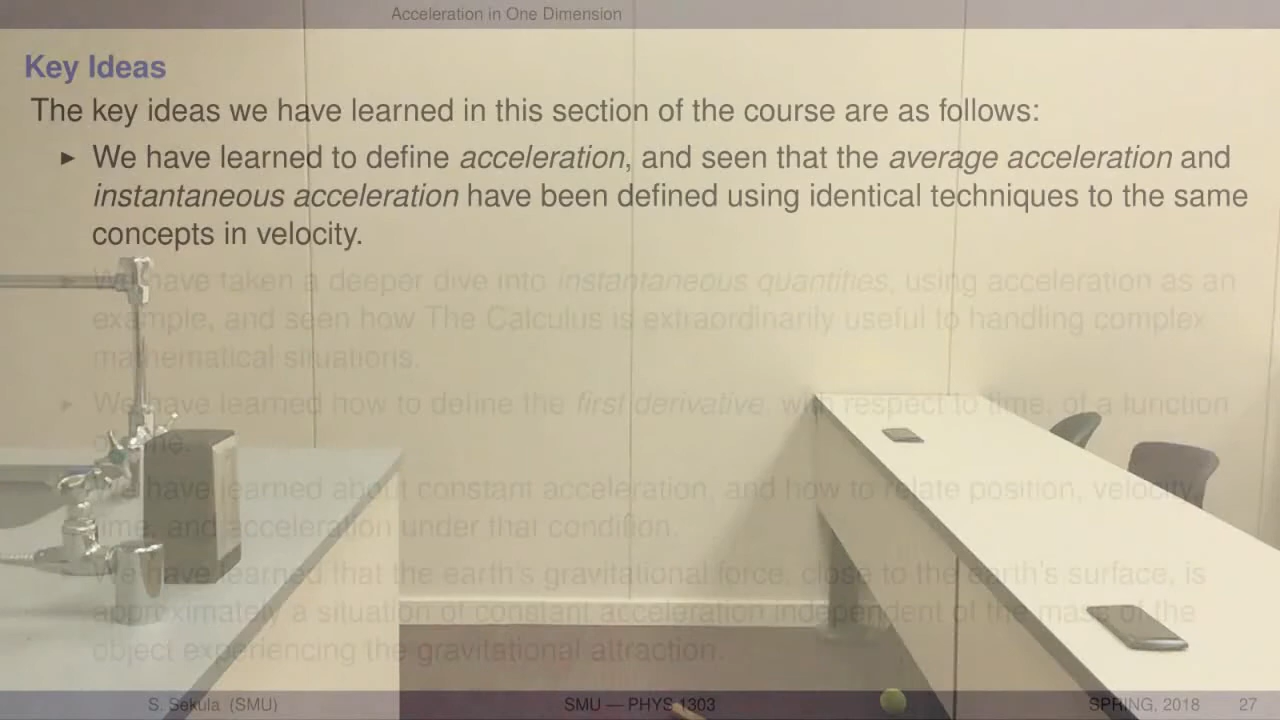 Acceleration in One Dimension
Key Ideas
The key ideas we have learned in this section of the course are as follows:
► We have learned to define acceleration, and seen that the average acceleration and
instantaneous acceleration have been defined using identical techniques to the same
concepts in velocity.
► We have taken a deeper dive into instantaneous quantities, using acceleration as an
example, and seen how The Calculus is extraordinarily useful to handling complex
mathematical situations.
► We have learned how to define the first derivative, with respect to time, of a function
of time.
► We have learned about constant acceleration, and how to relate position, velocity,
time, and acceleration under that condition.
► We have learned that the earth's gravitational force, close to the earth's surface, is
approximately a situation of constant acceleration independent of the mass of the
object experiencing the gravitational attraction.
S. Sekula (SMU) SMU — PHYS 1303 SPRING, 2018 27